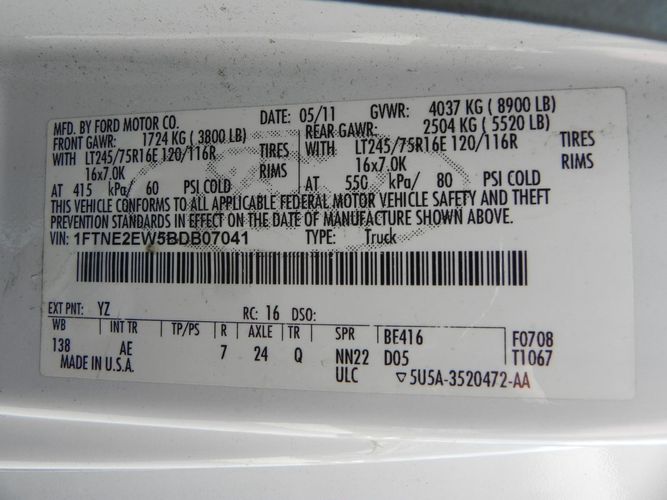 MFD. BY FORD MOTOR CO. DATE: 05/11 GVWR: 4037 KG ( 8900 LB)
FRONT GAWR: 1724 KG ( 3800 LB) REAR GAWR: 2504 KG ( 5520 LB)
WITH LT245/75R16E 120/116R TIRES WITH LT245/75R16E 120/116R TIRES
16x7.0K RIMS 16x7.0K RIMS
AT 415 kPa/ 60 PSI COLD AT 550 kPa/ 80 PSI COLD
THIS VEHICLE CONFORMS TO ALL APPLICABLE FEDERAL MOTOR VEHICLE SAFETY AND THEFT
PREVENTION STANDARDS IN EFFECT ON THE DATE OF MANUFACTURE SHOWN ABOVE.
VIN: 1FTNE2EW5BDB07041 TYPE: Truck
EXT PNT: YZ RC: 16 DSO:
WB INT TR TP/PS R AXLE TR SPR BE416 F0708
138 AE 7 24 Q NN22 D05 T1067
MADE IN U.S.A. ULC ▽5U5A-3520472-AA